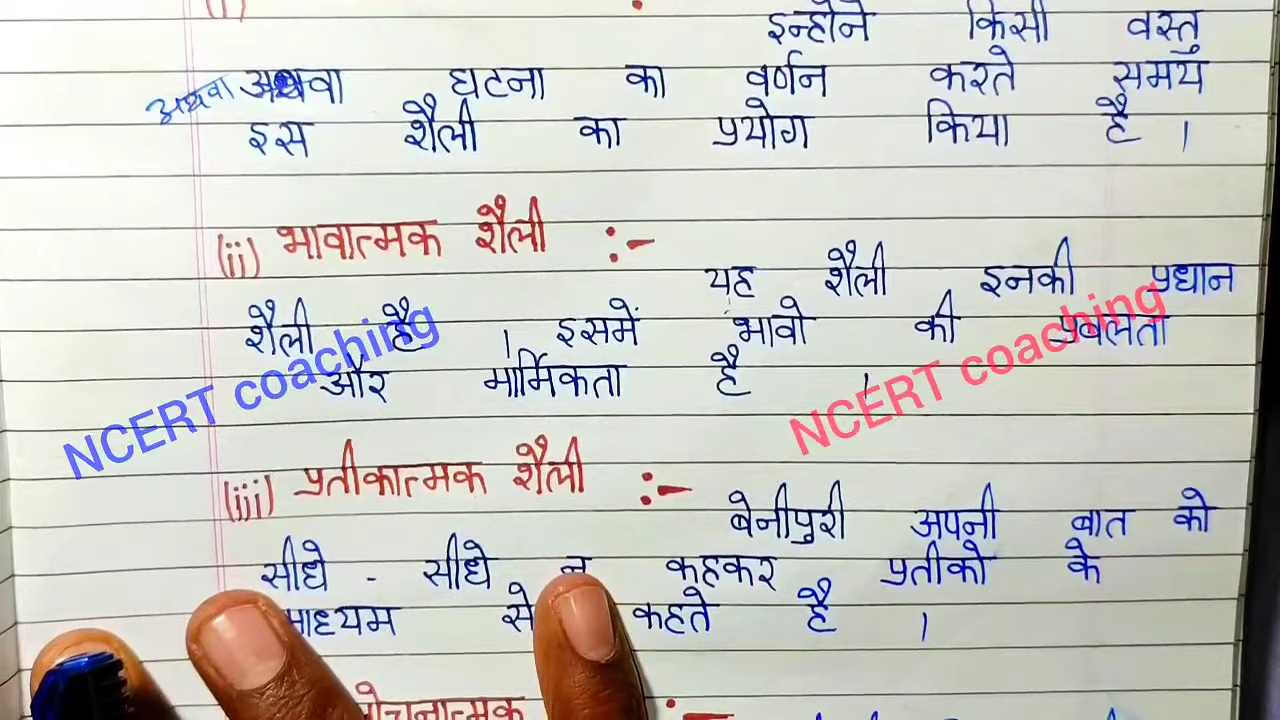 (i) :
इन्होने किसी वस्तु
अथवा अथवा घटना का वर्णन करते समय
इस शैली का प्रयोग किया है ।
(ii) भावात्मक शैली :-
यह शैली इनकी प्रधान
शैली है । इसमें भावो की प्रबलता
और मार्मिकता है ।
NCERT coaching
NCERT coaching
(iii) प्रतीकात्मक शैली :-
बेनीपुरी अपनी बात को
सीधे - सीधे न कहकर प्रतीको के
माध्यम से कहते है ।